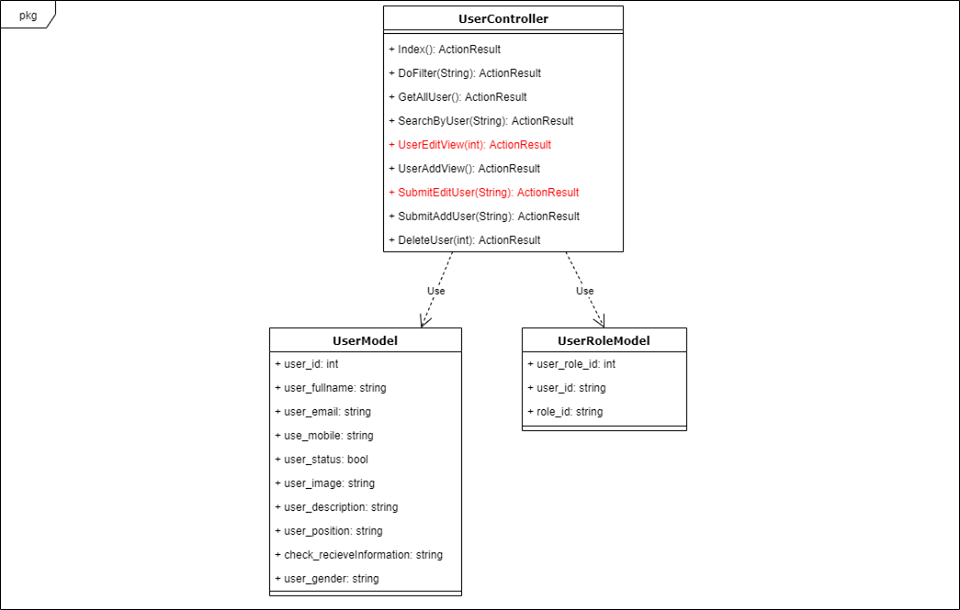 pkg
UserController
+ Index(): ActionResult
+ DoFilter(String): ActionResult
+ GetAllUser(): ActionResult
+ SearchByUser(String): ActionResult
+ UserEditView(int): ActionResult
+ UserAddView(): ActionResult
+ SubmitEditUser(String): ActionResult
+ SubmitAddUser(String): ActionResult
+ DeleteUser(int): ActionResult
Use
Use
UserModel
+ user_id: int
+ user_fullname: string
+ user_email: string
+ use_mobile: string
+ user_status: bool
+ user_image: string
+ user_description: string
+ user_position: string
+ check_recieveInformation: string
+ user_gender: string
UserRoleModel
+ user_role_id: int
+ user_id: string
+ role_id: string